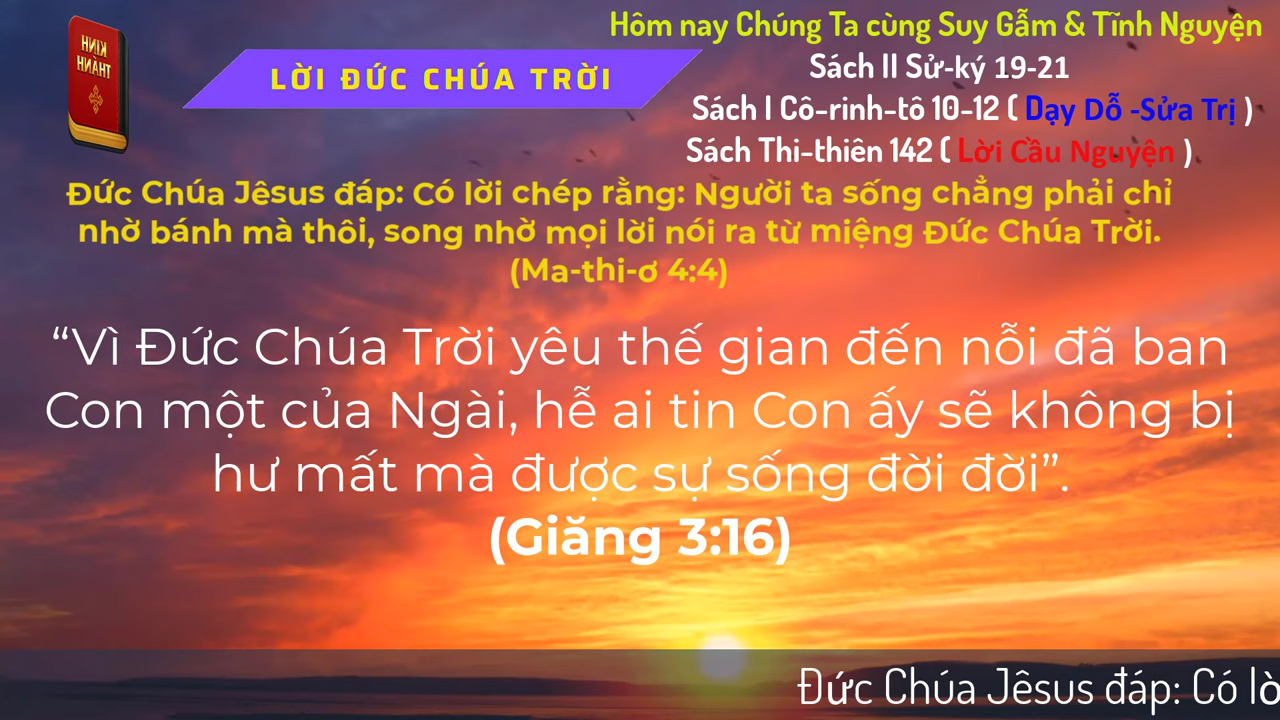 KINH
THÁNH
LỜI ĐỨC CHÚA TRỜI
Hôm nay Chúng Ta cùng Suy Gẫm & Tĩnh Nguyện
Sách II Sử-ký 19-21
Sách I Cô-rinh-tô 10-12 ( Dạy Dỗ -Sửa Trị )
Sách Thi-thiên 142 ( Lời Cầu Nguyện )
Đức Chúa Jêsus đáp: Có lời chép rằng: Người ta sống chẳng phải chỉ
nhờ bánh mà thôi, song nhờ mọi lời nói ra từ miệng Đức Chúa Trời.
(Ma-thi-ơ 4:4)
“Vì Đức Chúa Trời yêu thế gian đến nỗi đã ban
Con một của Ngài, hễ ai tin Con ấy sẽ không bị
hư mất mà được sự sống đời đời”.
(Giăng 3:16)
Đức Chúa Jêsus đáp: Có lờ